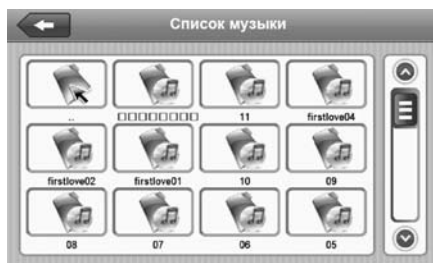 Список музыки
.. □□□□□□□□ 11 firstlove04
firstlove02 firstlove01 10 09
08 07 06 05